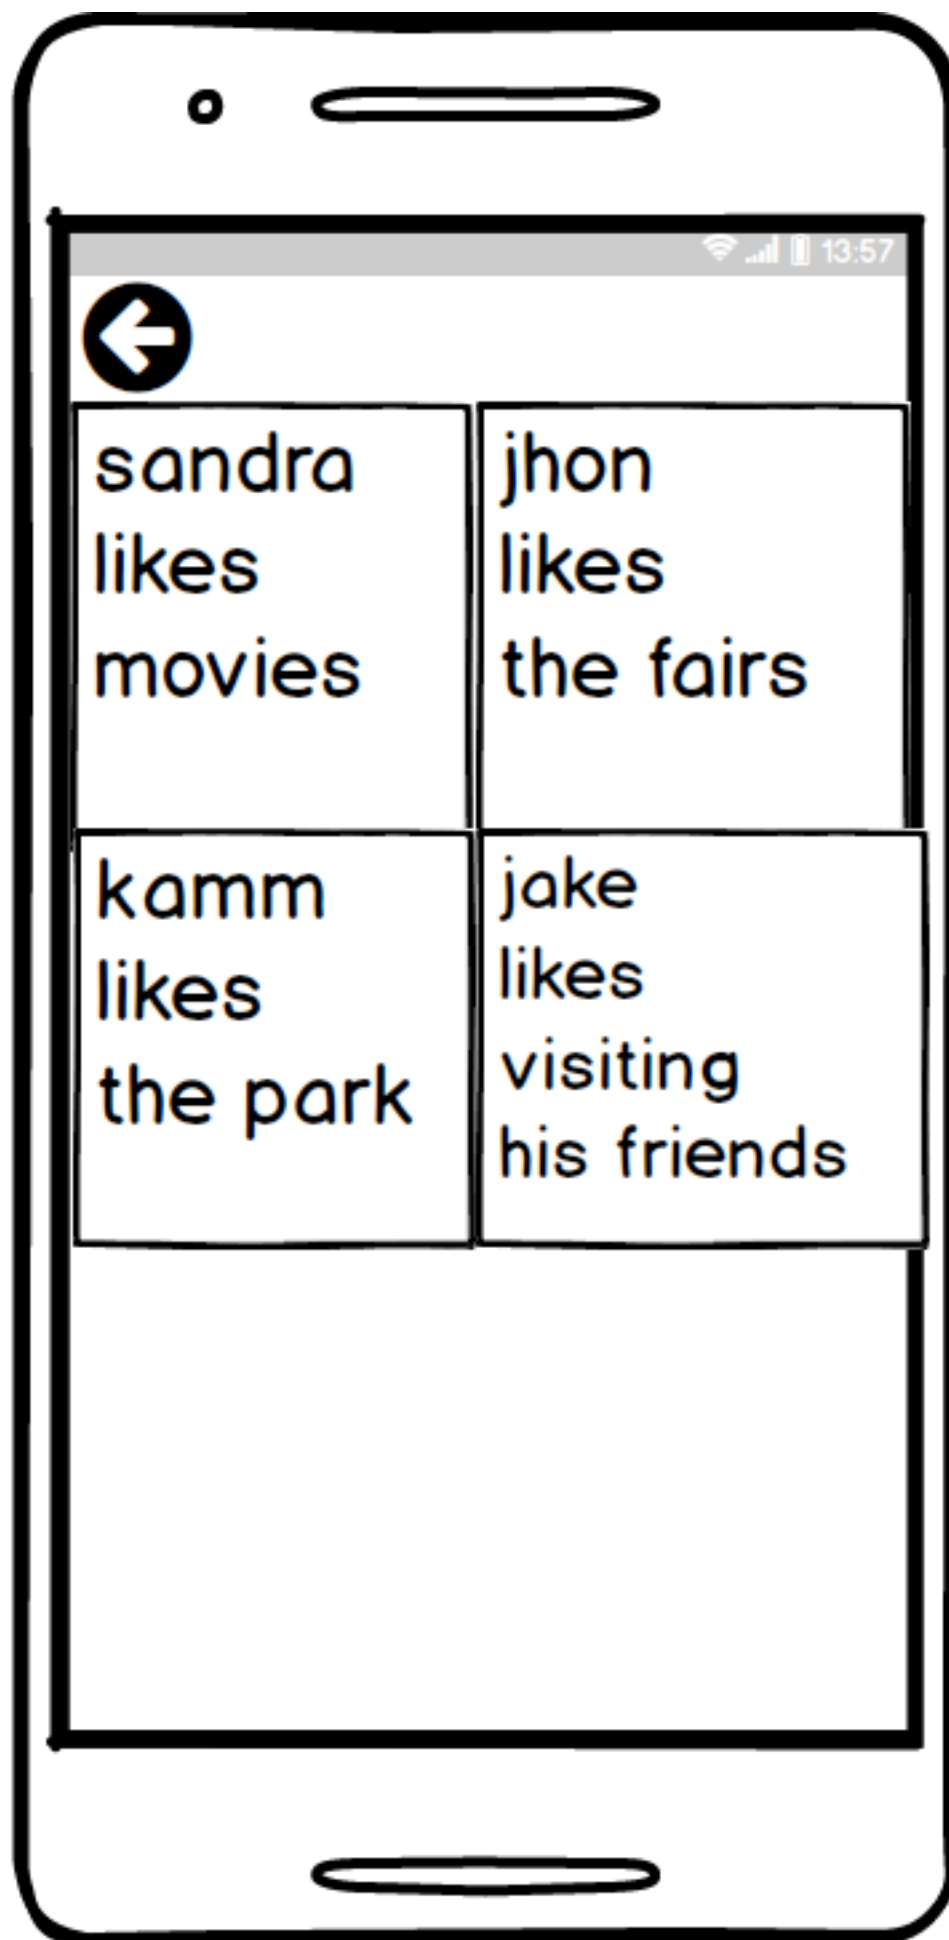 13:57
sandra
likes
movies
jhon
likes
the fairs
kamm
likes
the park
jake
likes
visiting
his friends